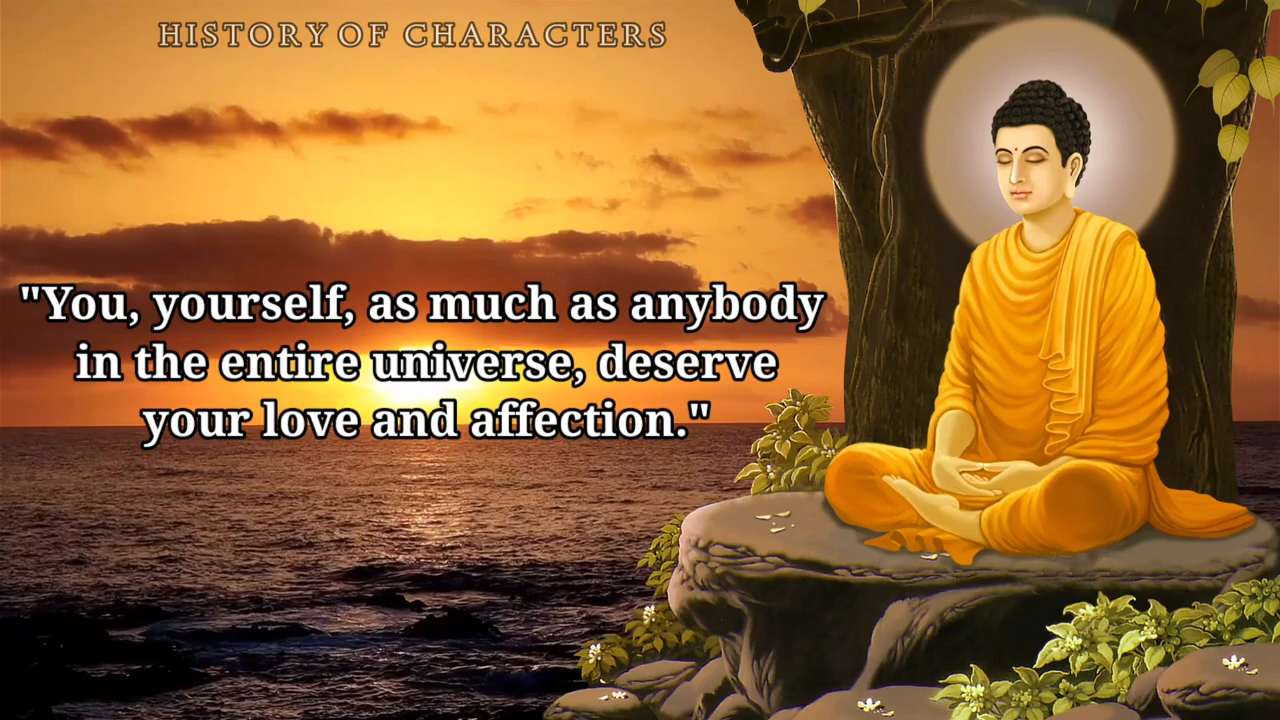 HISTORY OF CHARACTERS
"You, yourself, as much as anybody
in the entire universe, deserve
your love and affection."